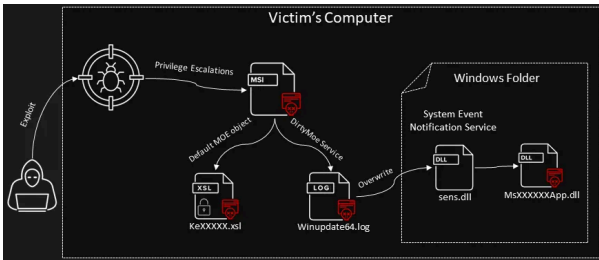 Victim's Computer
Exploit
Privilege Escalations
MSI
Default MOE object
DirtyMoe Service
XSL
KeXXXXX.xsl
LOG
Winupdate64.log
Overwrite
Windows Folder
System Event
Notification Service
DLL
sens.dll
DLL
MsXXXXXXApp.dll